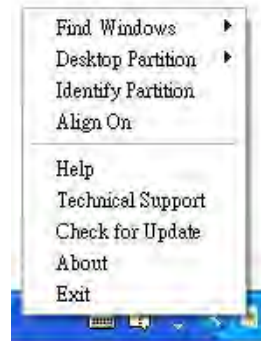 Find Windows
Desktop Partition
Identify Partition
Align On
Help
Technical Support
Check for Update
About
Exit